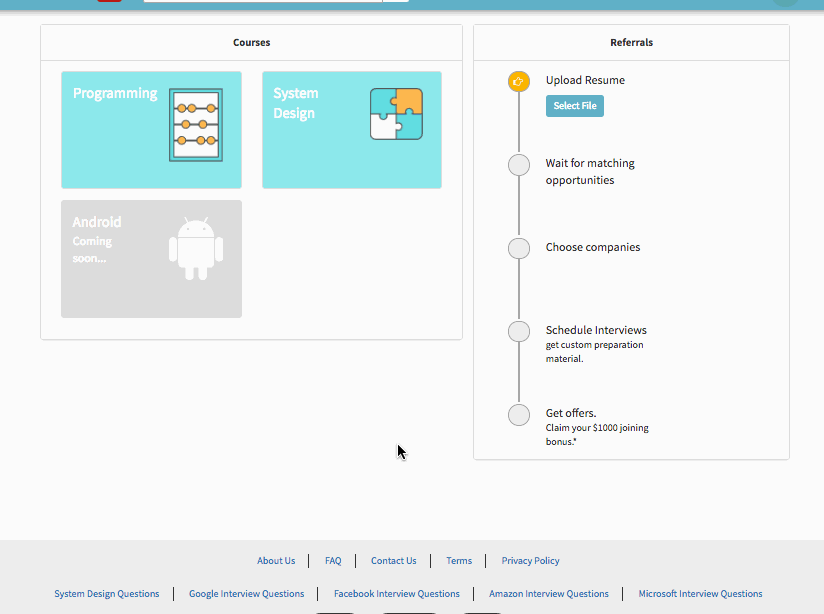 Courses
Programming
System
Design
Android
Coming
soon...
Referrals
Upload Resume
Select File
Wait for matching
opportunities
Choose companies
Schedule Interviews
get custom preparation
material.
Get offers.
Claim your $1000 joining
bonus.*
About Us
FAQ
Contact Us
Terms
Privacy Policy
System Design Questions
Google Interview Questions
Facebook Interview Questions
Amazon Interview Questions
Microsoft Interview Questions